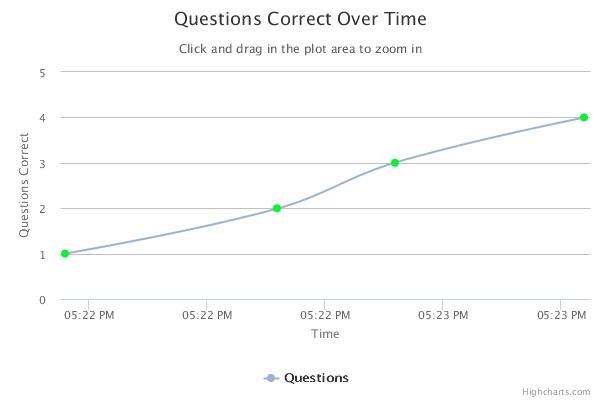 Questions Correct Over Time
Click and drag in the plot area to zoom in
Questions Correct
5
4
3
2
1
0
05:22 PM 05:22 PM 05:22 PM 05:23 PM 05:23 PM
Time
Questions
Highcharts.com